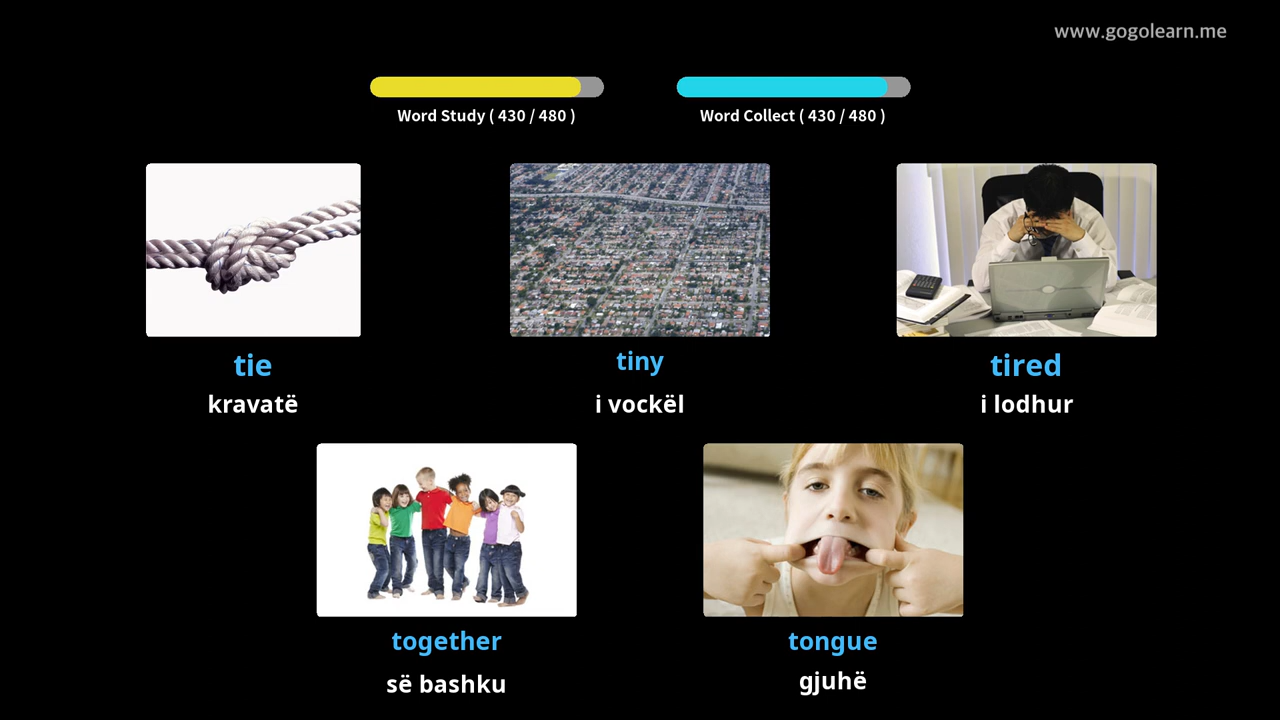 www.gogolearn.me
Word Study ( 430 / 480 )
Word Collect ( 430 / 480 )
tie
kravatë
tiny
i vockël
tired
i lodhur
together
së bashku
tongue
gjuhë